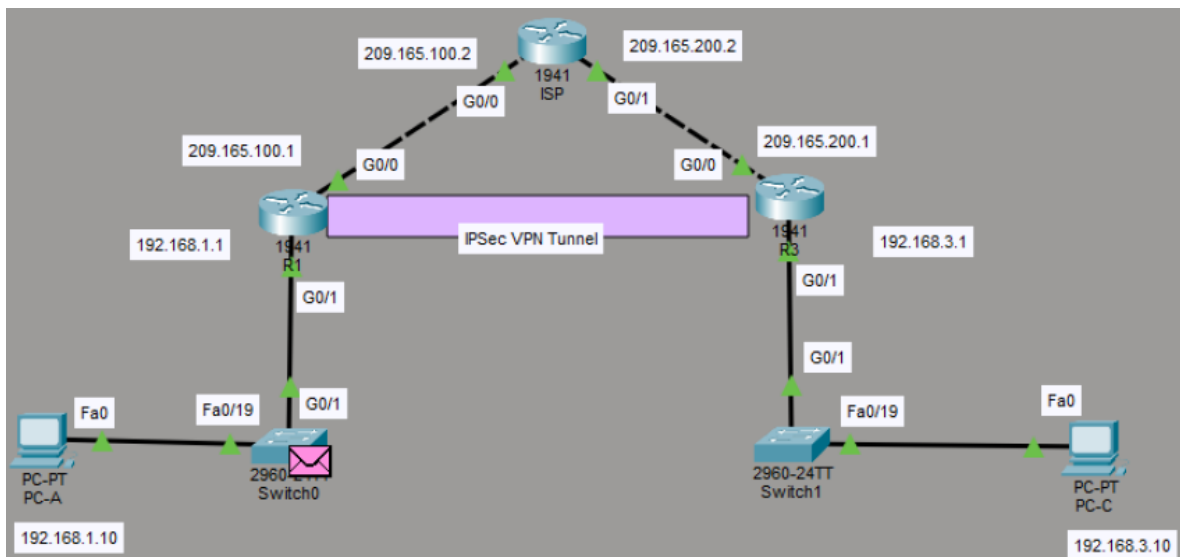 209.165.100.2
209.165.200.2
1941
ISP
G0/0
G0/1
209.165.100.1
209.165.200.1
G0/0
G0/0
IPSec VPN Tunnel
192.168.1.1
1941
R1
1941
R3
192.168.3.1
G0/1
G0/1
G0/1
G0/1
Fa0
Fa0/19
Fa0/19
Fa0
PC-PT
PC-A
2960-24TT
Switch0
2960-24TT
Switch1
PC-PT
PC-C
192.168.1.10
192.168.3.10